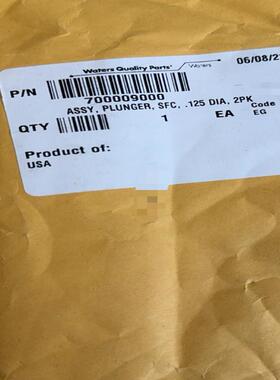 Waters Quality Parts
Waters
06/08/2
P/N
700009000
ASSY, PLUNGER, SFC, .125 DIA, 2PK
Code
QTY
1
EA
EG
Product of:
USA